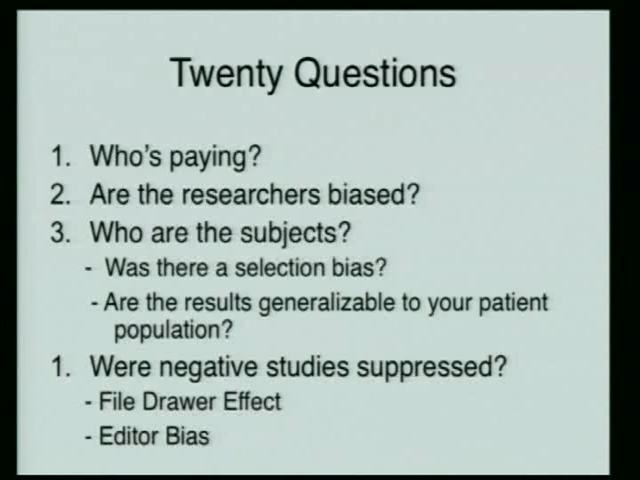 Twenty Questions
1. Who's paying?
2. Are the researchers biased?
3. Who are the subjects?
- Was there a selection bias?
- Are the results generalizable to your patient
population?
1. Were negative studies suppressed?
- File Drawer Effect
- Editor Bias